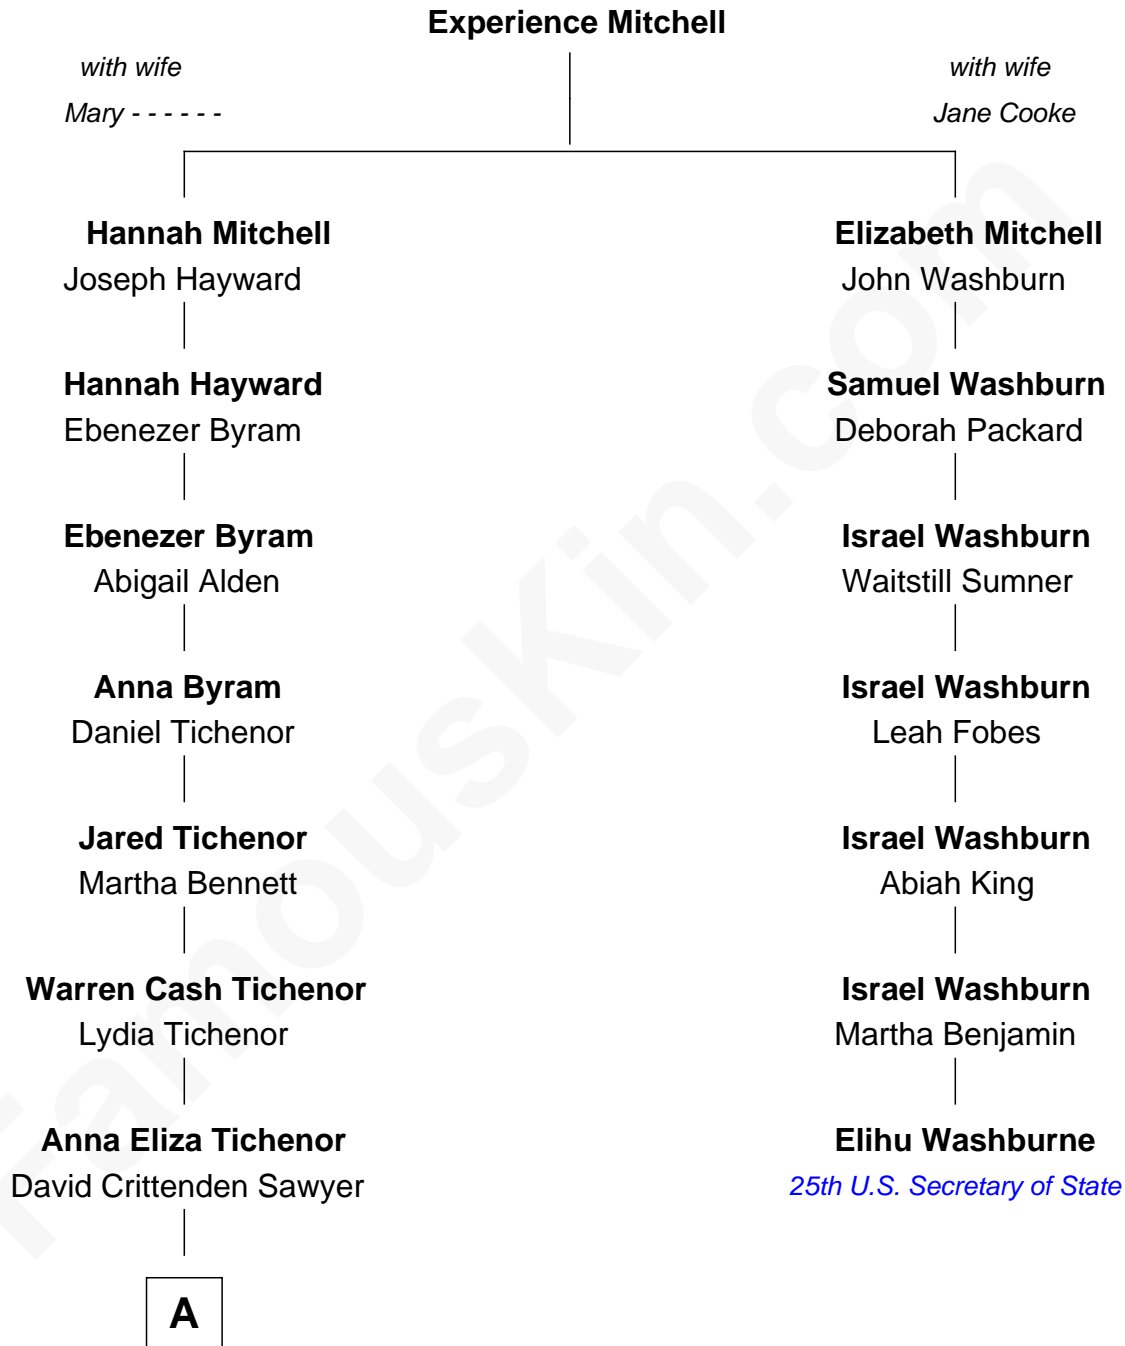 Experience Mitchell
with wife
with wife
Mary - - - - - -
Jane Cooke
Hannah Mitchell
Elizabeth Mitchell
Joseph Hayward
John Washburn
Hannah Hayward
Samuel Washburn
Ebenezer Byram
Deborah Packard
Ebenezer Byram
Israel Washburn
Abigail Alden
Waitstill Sumner
Anna Byram
Israel Washburn
Daniel Tichenor
Leah Fobes
Jared Tichenor
Israel Washburn
Martha Bennett
Abiah King
Warren Cash Tichenor
Israel Washburn
Lydia Tichenor
Martha Benjamin
Anna Eliza Tichenor
Elihu Washburne
David Crittenden Sawyer
25th U.S. Secretary of State
A
FamousKin.com